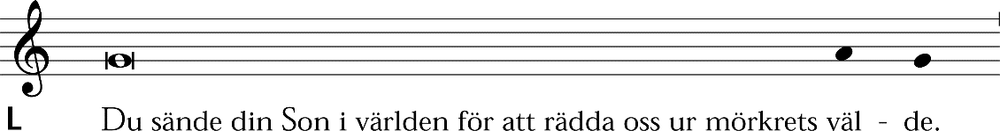 L Du sände din Son i världen för att rädda oss ur mörkrets väl - de.